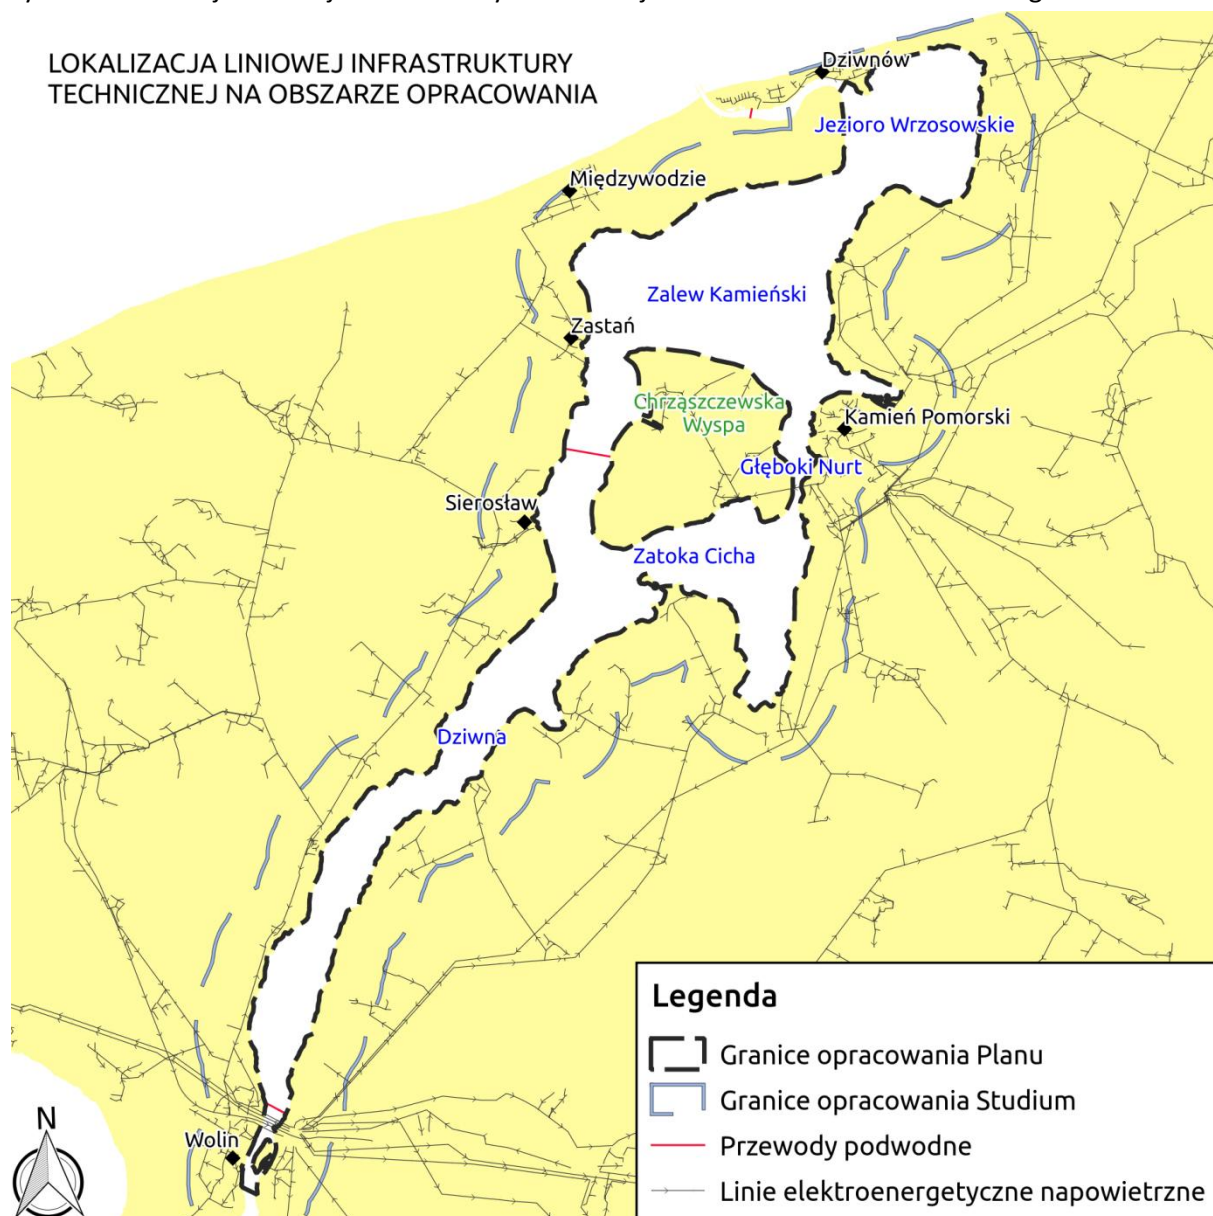 LOKALIZACJA LINIOWEJ INFRASTRUKTURY
TECHNICZNEJ NA OBSZARZE OPRACOWANIA
Dziwnów
Jezioro Wrzosowskie
Międzywodzie
Zalew Kamieński
Zastań
Chrząszczewska
Wyspa
Kamień Pomorski
Głęboki Nurt
Sierosław
Zatoka Cicha
Dziwna
Wolin
N
Legenda
Granice opracowania Planu
Granice opracowania Studium
Przewody podwodne
Linie elektroenergetyczne napowietrzne